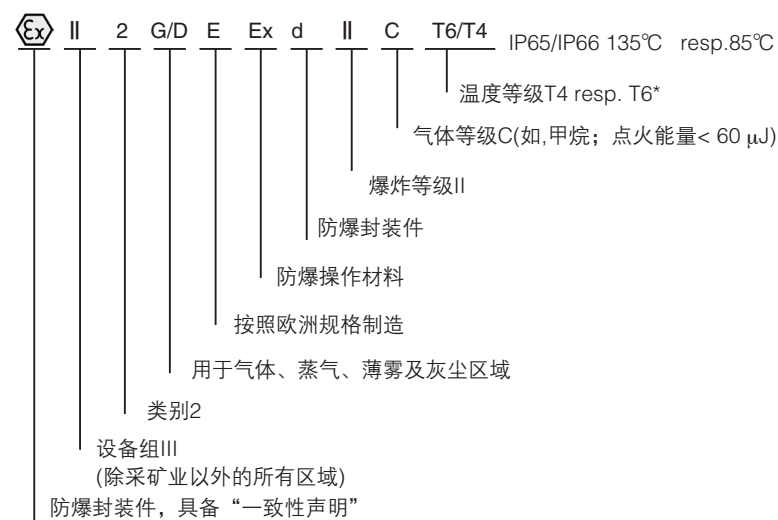 Ex II 2 G/D E Ex d II C T6/T4 IP65/IP66 135℃ resp.85℃
温度等级T4 resp. T6*
气体等级C(如,甲烷；点火能量< 60 μJ)
爆炸等级II
防爆封装件
防爆操作材料
按照欧洲规格制造
用于气体、蒸气、薄雾及灰尘区域
类别2
设备组III
(除采矿业以外的所有区域)
防爆封装件，具备“一致性声明”